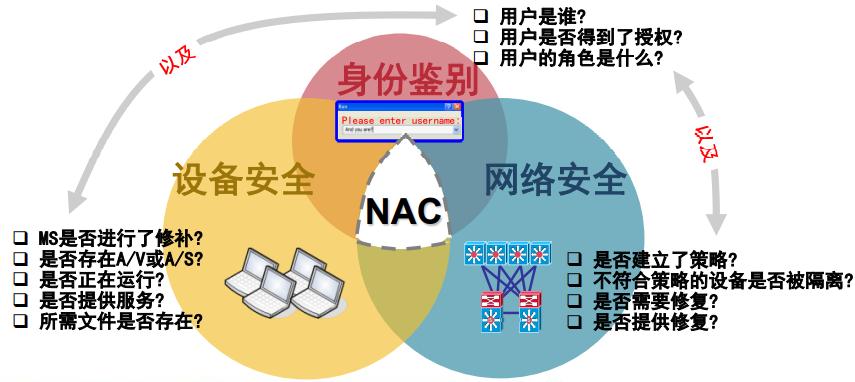 ❑ 用户是谁?
❑ 用户是否得到了授权?
❑ 用户的角色是什么?
以及
身份鉴别
Run
Please enter username:
And you are?
以及
设备安全
网络安全
NAC
❑ MS是否进行了修补?
❑ 是否存在A/V或A/S?
❑ 是否正在运行?
❑ 是否提供服务?
❑ 所需文件是否存在?
❑ 是否建立了策略?
❑ 不符合策略的设备是否被隔离?
❑ 是否需要修复?
❑ 是否提供修复?